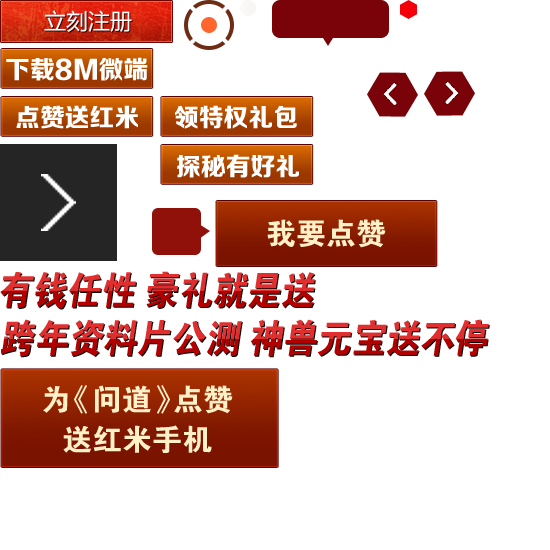 立刻注册
下载8M微端
点赞送红米
领特权礼包
探秘有好礼
我要点赞
有钱任性 豪礼就是送
跨年资料片公测 神兽元宝送不停
为《问道》点赞
送红米手机